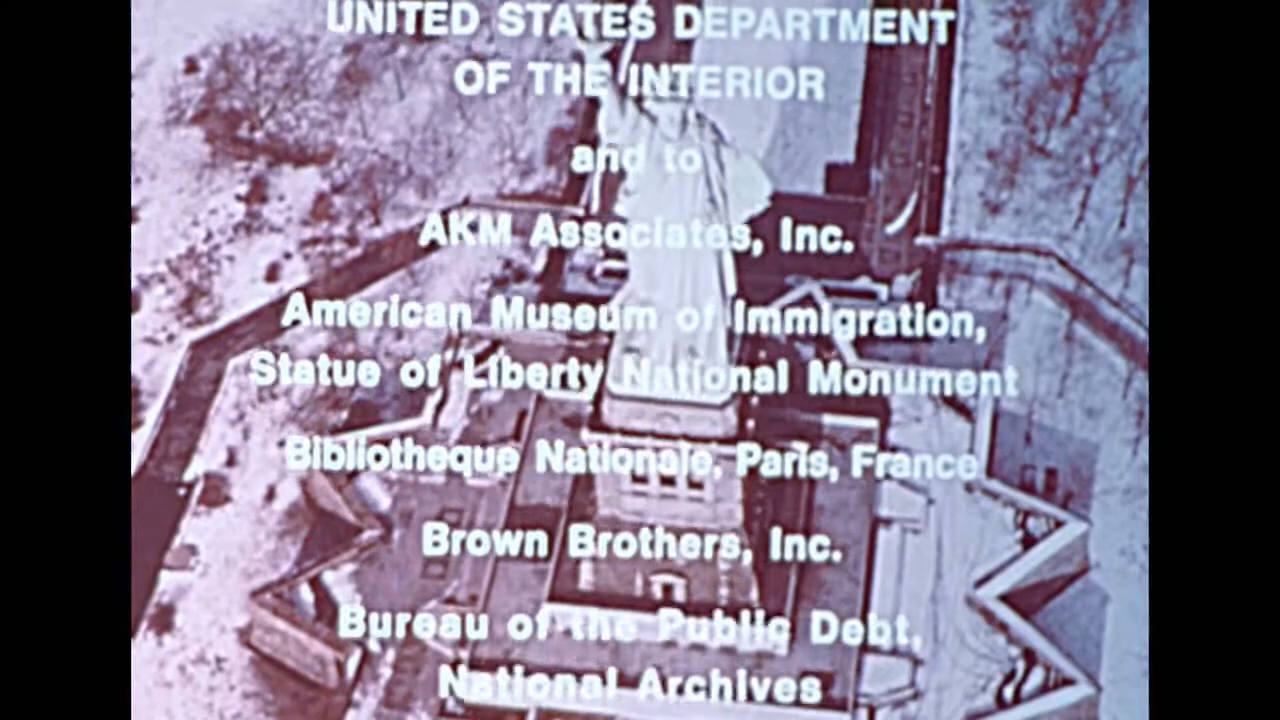 UNITED STATES DEPARTMENT
OF THE INTERIOR
and to
AKM Associates, Inc.
American Museum of Immigration,
Statue of Liberty National Monument
Bibliotheque Nationale, Paris, France
Brown Brothers, Inc.
Bureau of the Public Debt,
National Archives